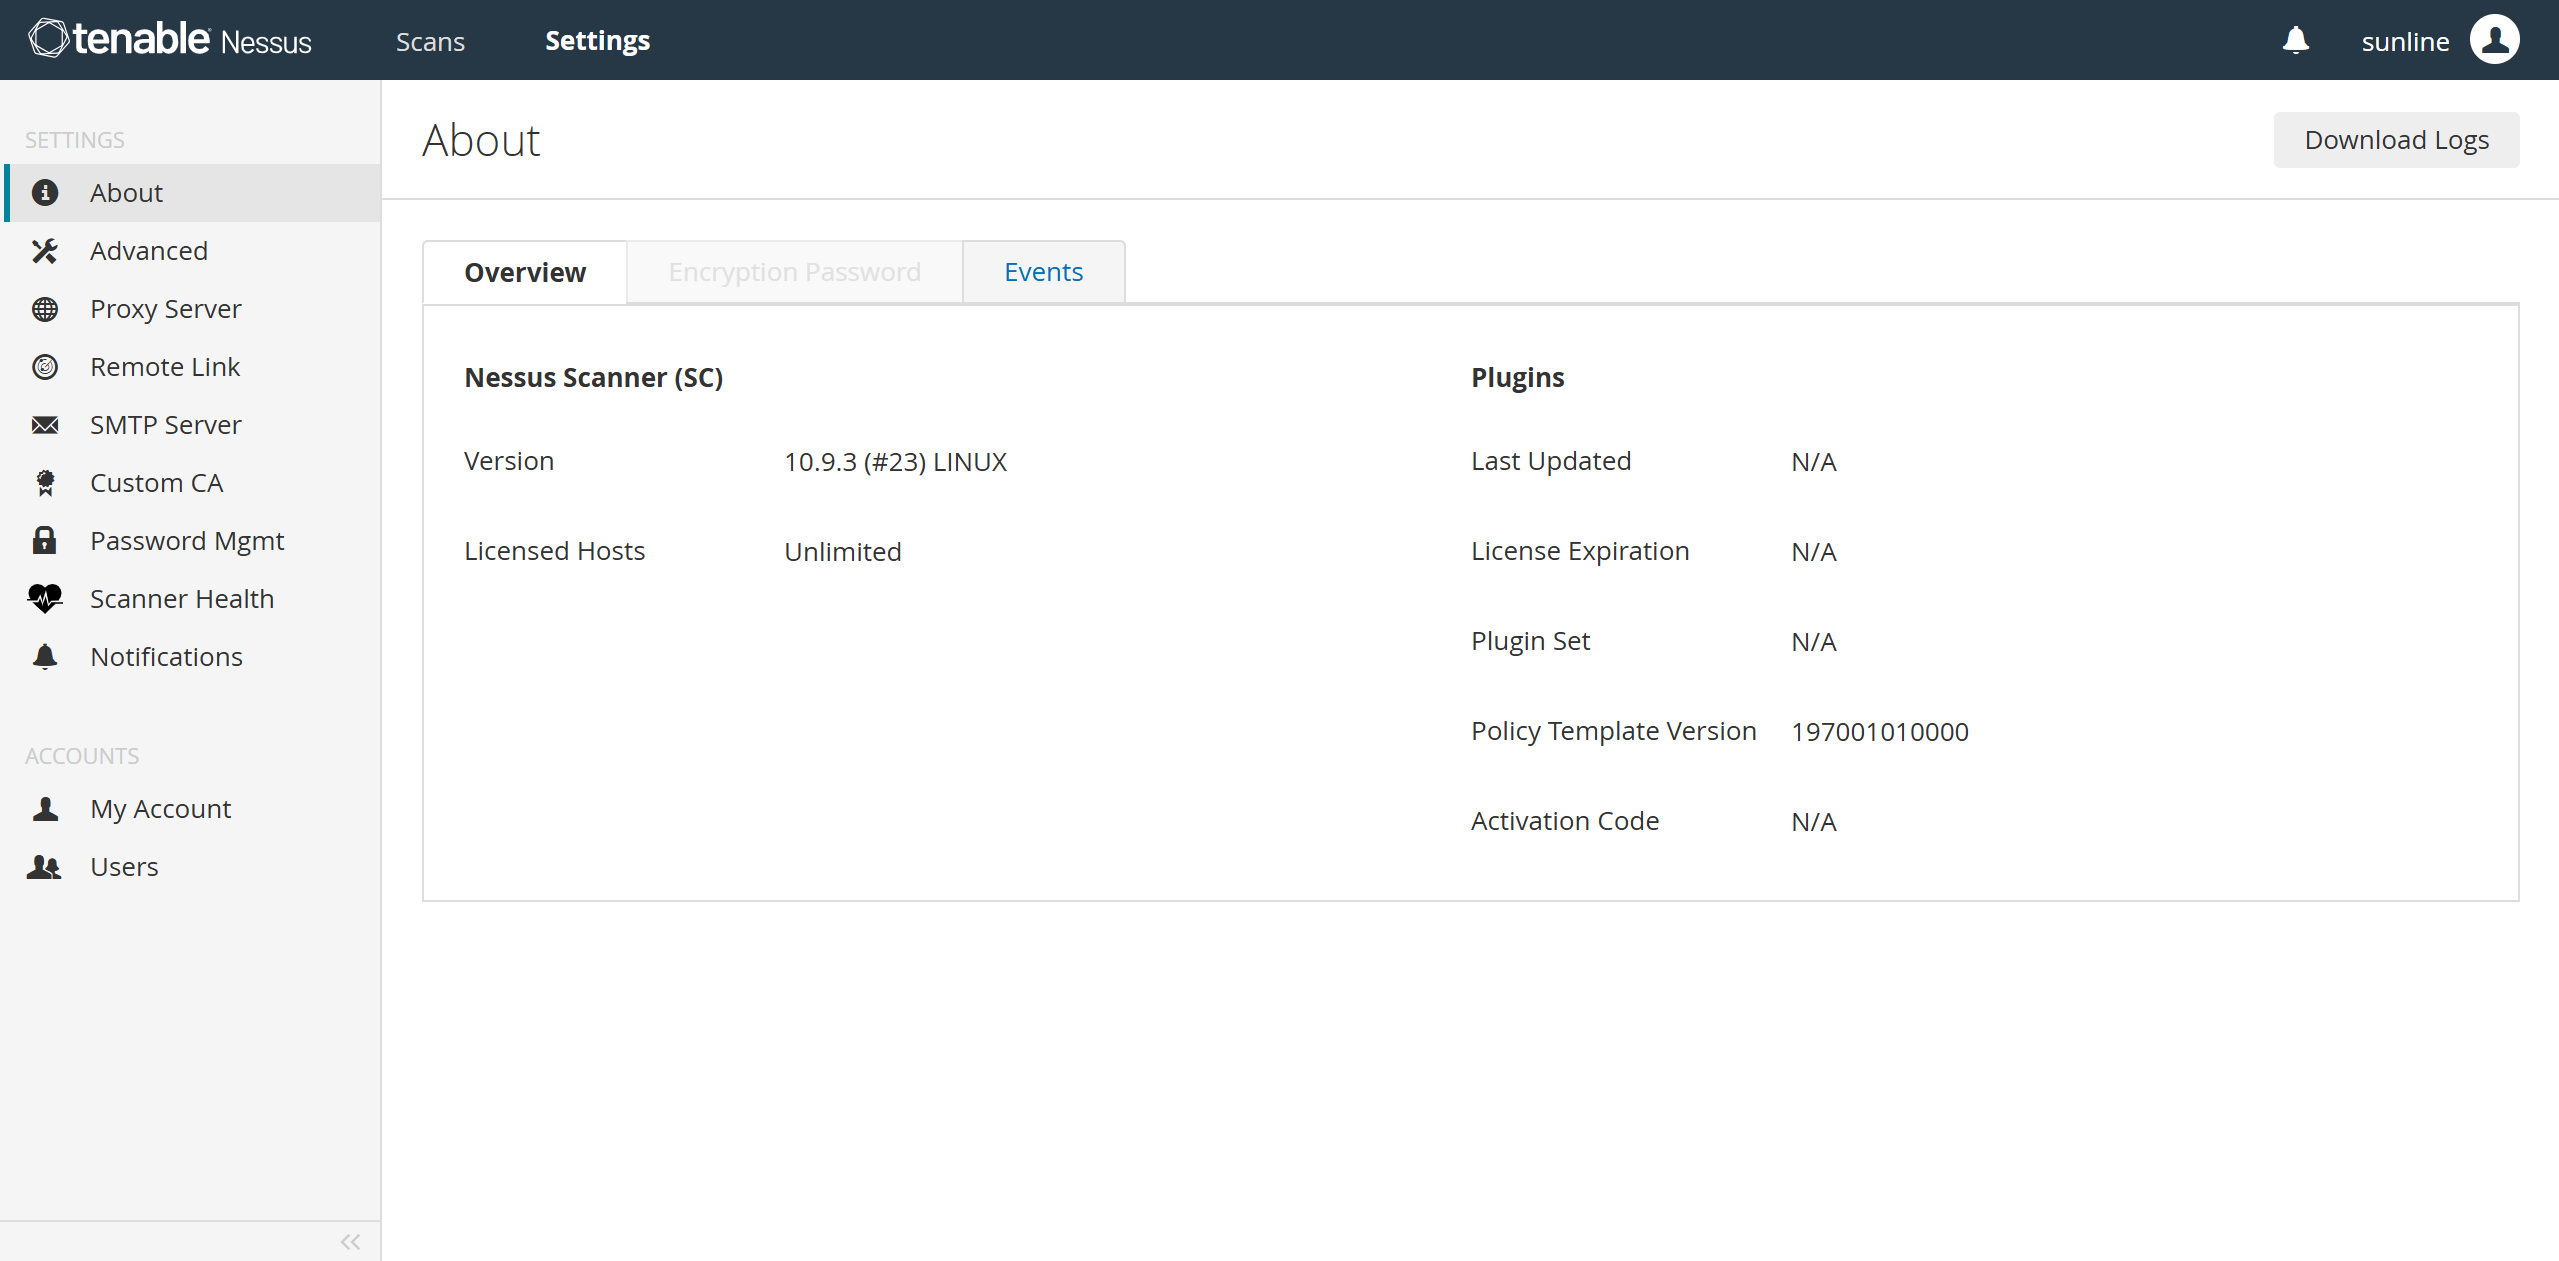 tenable Nessus
Scans
Settings
sunline
SETTINGS
About
Advanced
Proxy Server
Remote Link
SMTP Server
Custom CA
Password Mgmt
Scanner Health
Notifications
ACCOUNTS
My Account
Users
About
Download Logs
Overview
Encryption Password
Events
Nessus Scanner (SC)
Version 10.9.3 (#23) LINUX
Licensed Hosts Unlimited
Plugins
Last Updated N/A
License Expiration N/A
Plugin Set N/A
Policy Template Version 197001010000
Activation Code N/A